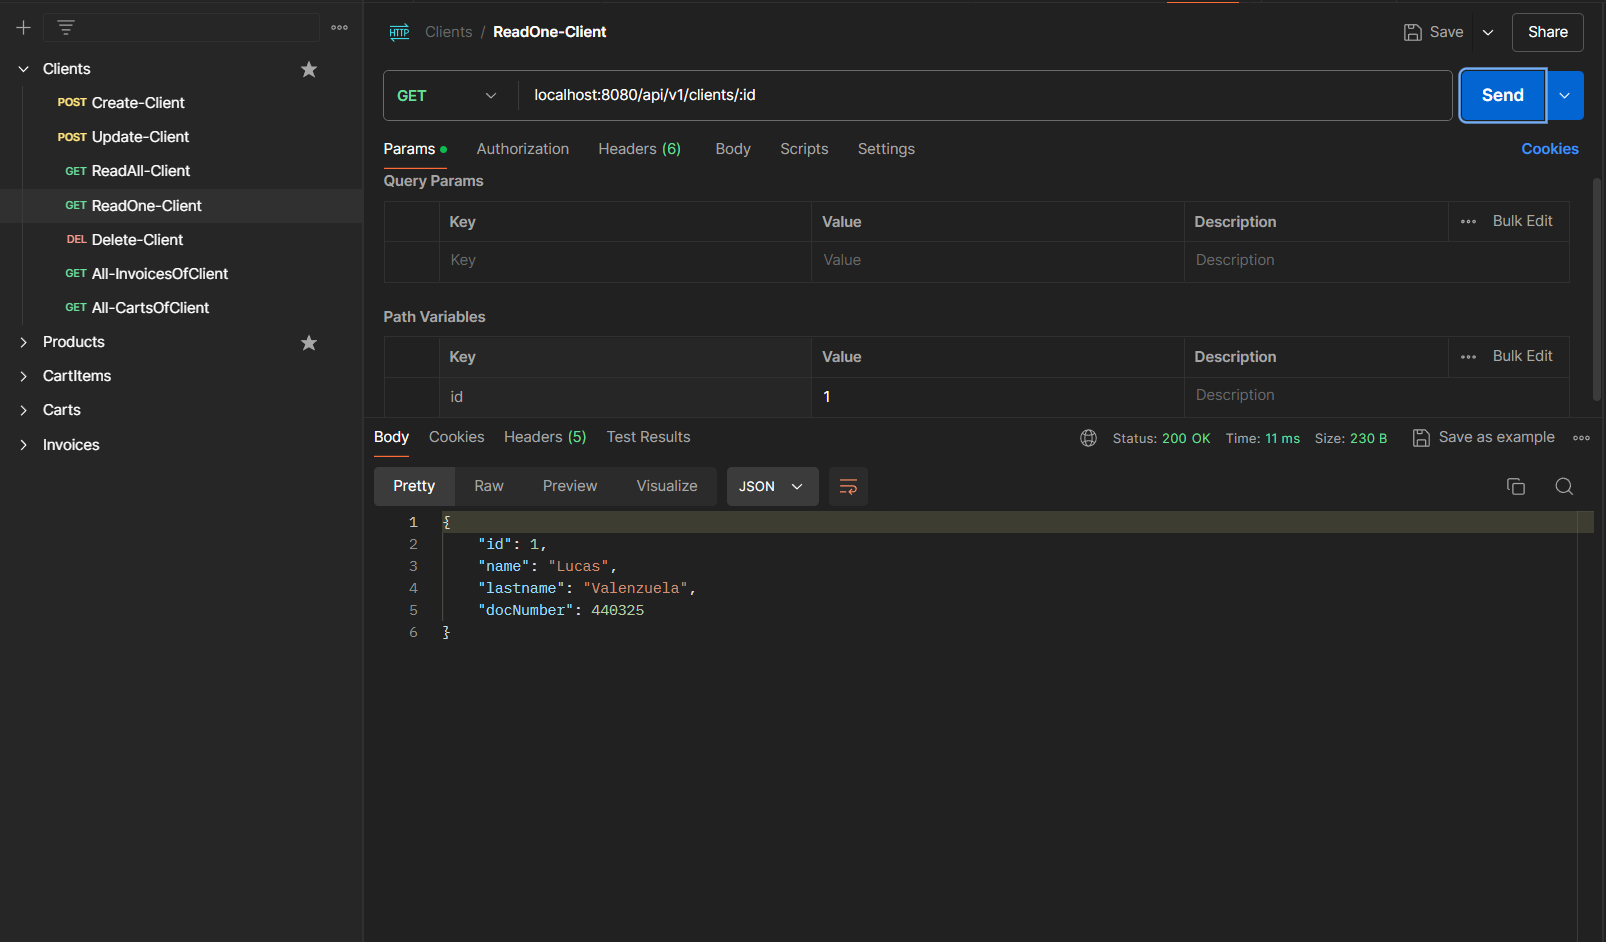 Clients
POST Create-Client
POST Update-Client
GET ReadAll-Client
GET ReadOne-Client
DEL Delete-Client
GET All-InvoicesOfClient
GET All-CartsOfClient
Products
CartItems
Carts
Invoices
HTTP Clients / ReadOne-Client
Save
Share
GET localhost:8080/api/v1/clients/:id
Send
Params Authorization Headers (6) Body Scripts Settings Cookies
Query Params
Key Value Description Bulk Edit
Key Value Description
Path Variables
Key Value Description Bulk Edit
id 1 Description
Body Cookies Headers (5) Test Results Status: 200 OK Time: 11 ms Size: 230 B Save as example
Pretty Raw Preview Visualize JSON
1 {
2 "id": 1,
3 "name": "Lucas",
4 "lastname": "Valenzuela",
5 "docNumber": 440325
6 }